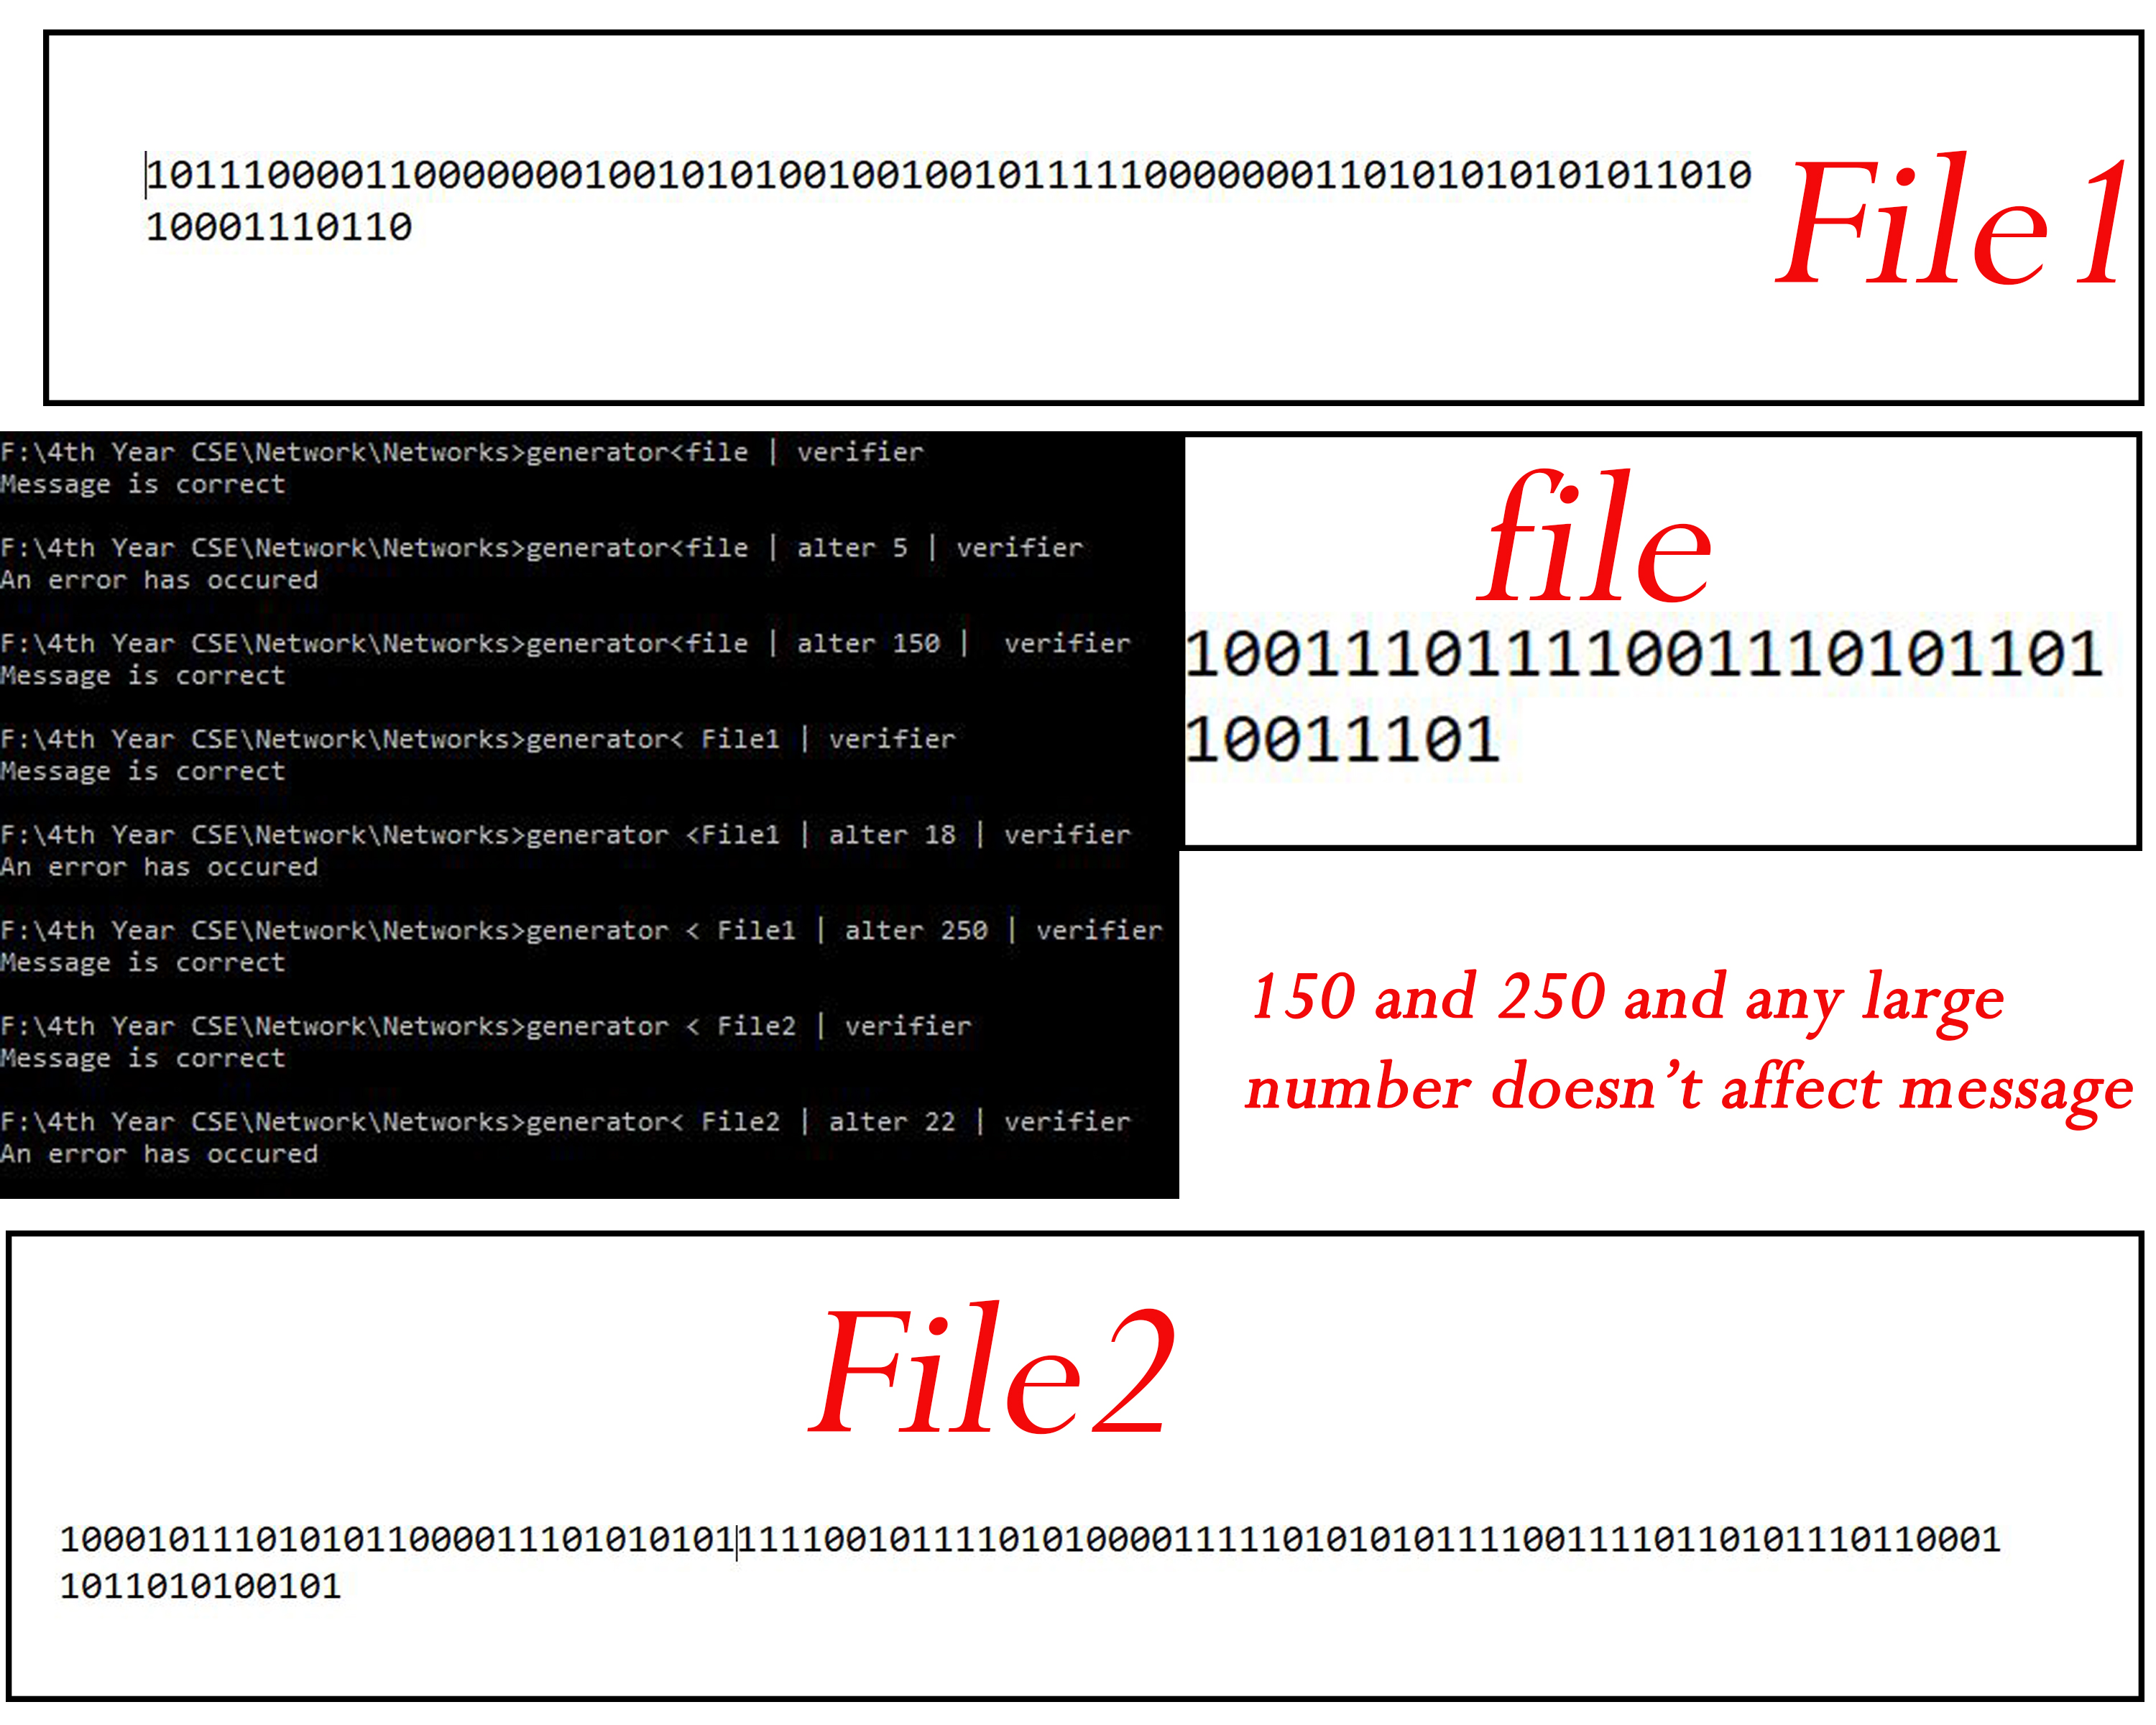 101110000110000000100101010010010010111110000000110101010101011010
10001110110
File1
F:\4th Year CSE\Network\Networks>generator<file | verifier
Message is correct
F:\4th Year CSE\Network\Networks>generator<file | alter 5 | verifier
An error has occured
F:\4th Year CSE\Network\Networks>generator<file | alter 150 |  verifier
Message is correct
F:\4th Year CSE\Network\Networks>generator< File1 | verifier
Message is correct
F:\4th Year CSE\Network\Networks>generator <File1 | alter 18 | verifier
An error has occured
F:\4th Year CSE\Network\Networks>generator < File1 | alter 250 | verifier
Message is correct
F:\4th Year CSE\Network\Networks>generator < File2 | verifier
Message is correct
F:\4th Year CSE\Network\Networks>generator< File2 | alter 22 | verifier
An error has occured
file
10011101111001110101101
10011101
150 and 250 and any large
number doesn't affect message
File2
10001011101010110000111010101011111001011110101000011111010101011110011110110101110110001
1011010100101